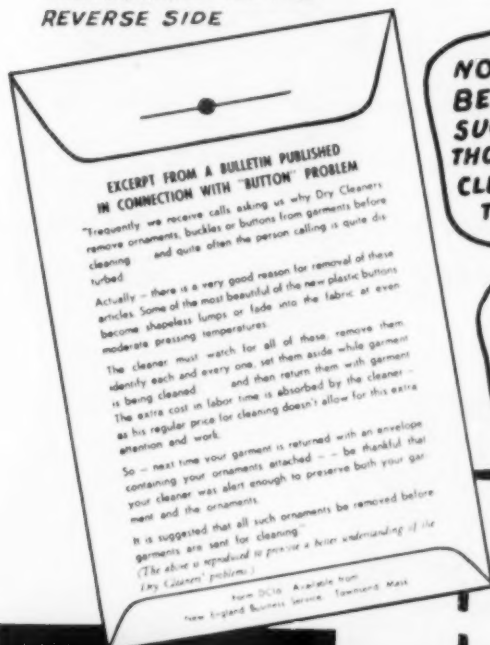 REVERSE SIDE
EXCERPT FROM A BULLETIN PUBLISHED
IN CONNECTION WITH "BUTTON" PROBLEM
"Frequently we receive calls asking us why Dry Cleaners
remove ornaments, buckles or buttons from garments before
cleaning and quite often the person calling is quite dis-
turbed.
Actually – there is a very good reason for removal of these
articles. Some of the most beautiful of the new plastic buttons
become shapeless lumps or fade into the fabric at even
moderate pressing temperatures.
The cleaner must watch for all of these, remove them
identify each and every one, set them aside while garment
is being cleaned and then return them with garment
The extra cost in labor time is absorbed by the cleaner –
as his regular price for cleaning doesn't allow for this extra
attention and work.
So – next time your garment is returned with an envelope
containing your ornaments attached – – be thankful that
your cleaner was alert enough to preserve both your gar-
ment and the ornaments.
It is suggested that all such ornaments be removed before
garments are sent for cleaning."
(The above is reproduced to promote a better understanding of the
Dry Cleaners' problems.)
Form DC10 Available from
New England Business Service, Townsend, Mass.
NO
BE
SU
THO
CLE
T